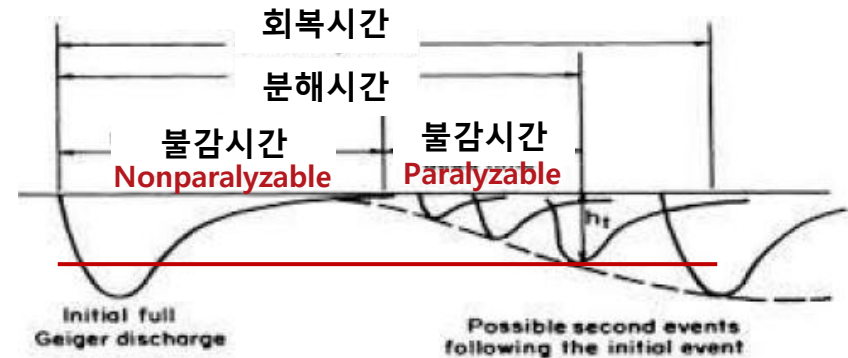 회복시간
분해시간
불감시간
Nonparalyzable
불감시간
Paralyzable
ht
Initial full
Geiger discharge
Possible second events
following the initial event